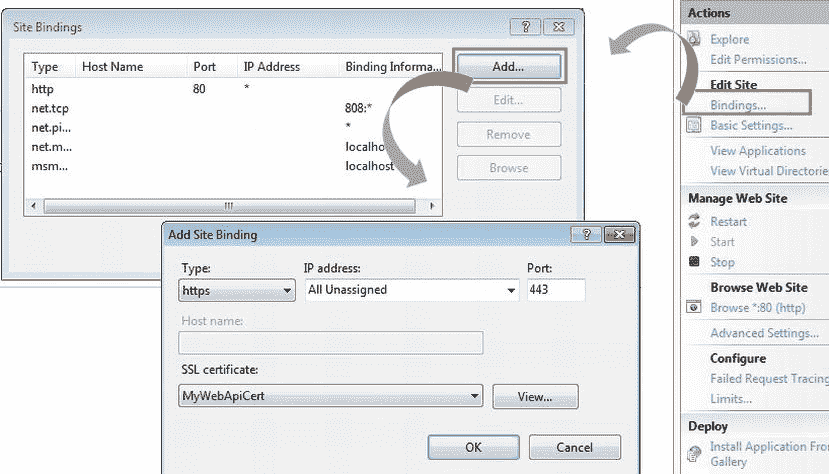 Site Bindings
Type Host Name Port IP Address Binding Informa...
http 80 *
net.tcp 808:*
net.pi... *
net.m... localhos
msm... localhost
Add...
Edit...
Remove
Browse
Add Site Binding
Type: IP address: Port:
https All Unassigned 443
Host name:
SSL certificate:
MyWebApiCert View...
OK Cancel
Actions
Explore
Edit Permissions...
Edit Site
Bindings...
Basic Settings...
View Applications
View Virtual Directorie
Manage Web Site
Restart
Start
Stop
Browse Web Site
Browse *:80 (http)
Advanced Settings...
Configure
Failed Request Tracing
Limits...
Deploy
Install Application Fro
Gallery